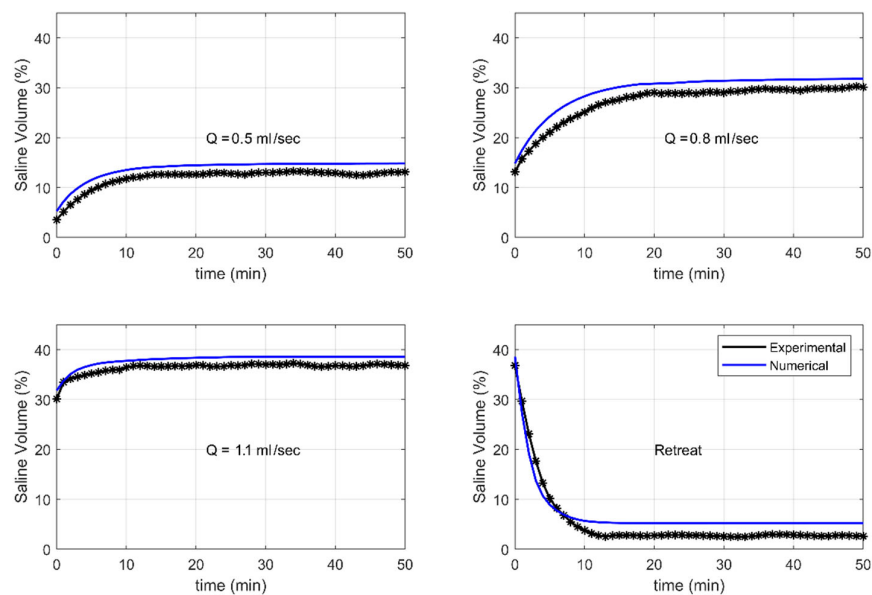 40
30
20
10
0
Saline Volume (%)
Q = 0.5 ml/sec
0 10 20 30 40 50
time (min)
40
30
20
10
0
Saline Volume (%)
Q = 0.8 ml/sec
0 10 20 30 40 50
time (min)
40
30
20
10
0
Saline Volume (%)
Q = 1.1 ml/sec
0 10 20 30 40 50
time (min)
40
30
20
10
0
Saline Volume (%)
Experimental
Numerical
Retreat
0 10 20 30 40 50
time (min)